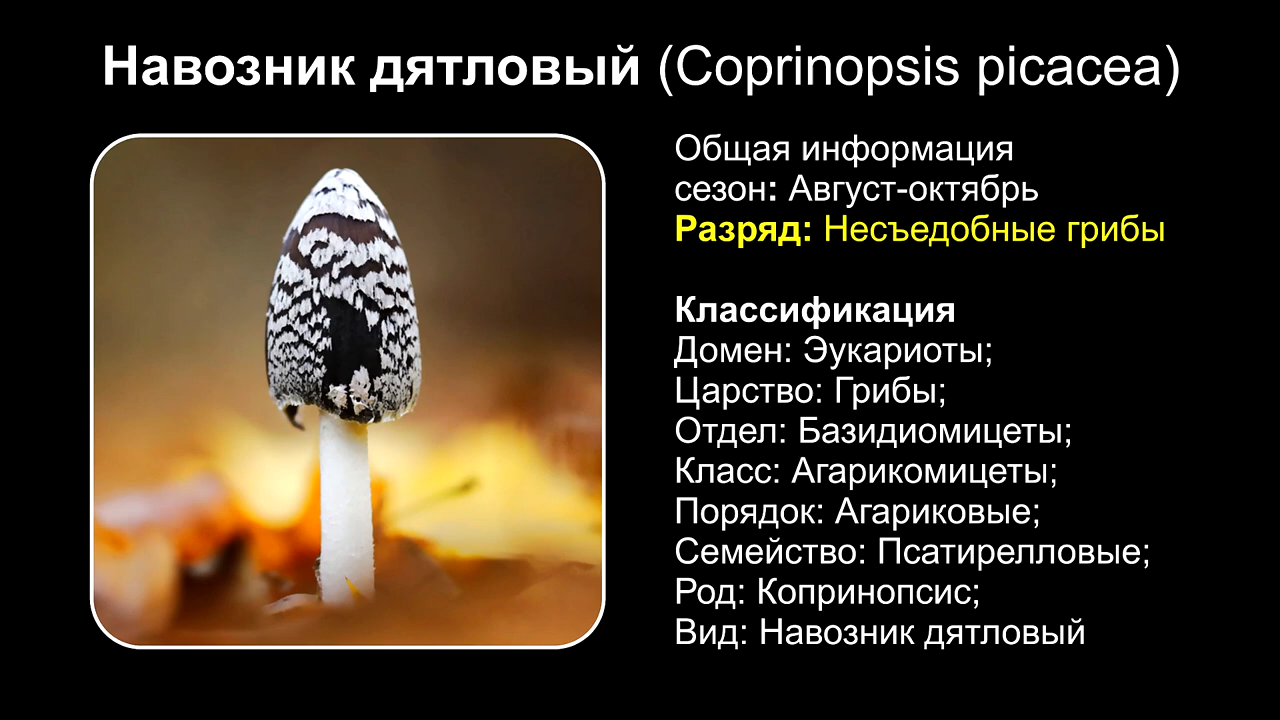 Навозник дятловый (Coprinopsis picacea)
Общая информация
сезон: Август-октябрь
Разряд: Несъедобные грибы
Классификация
Домен: Эукариоты;
Царство: Грибы;
Отдел: Базидиомицеты;
Класс: Агарикомицеты;
Порядок: Агариковые;
Семейство: Псатирелловые;
Род: Копринопсис;
Вид: Навозник дятловый